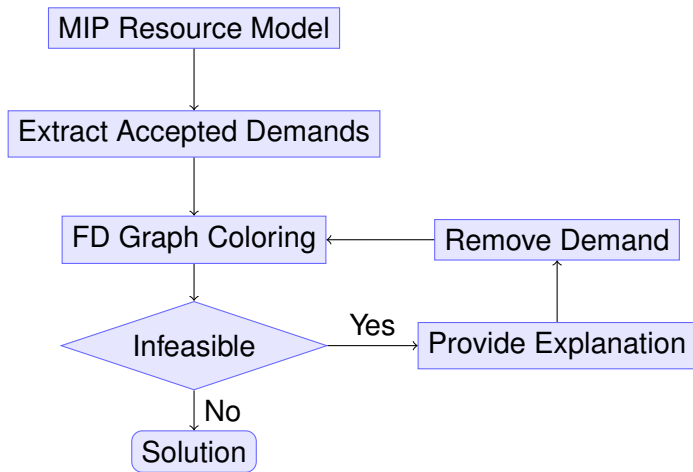 MIP Resource Model
Extract Accepted Demands
FD Graph Coloring
Remove Demand
Infeasible
Yes
Provide Explanation
No
Solution